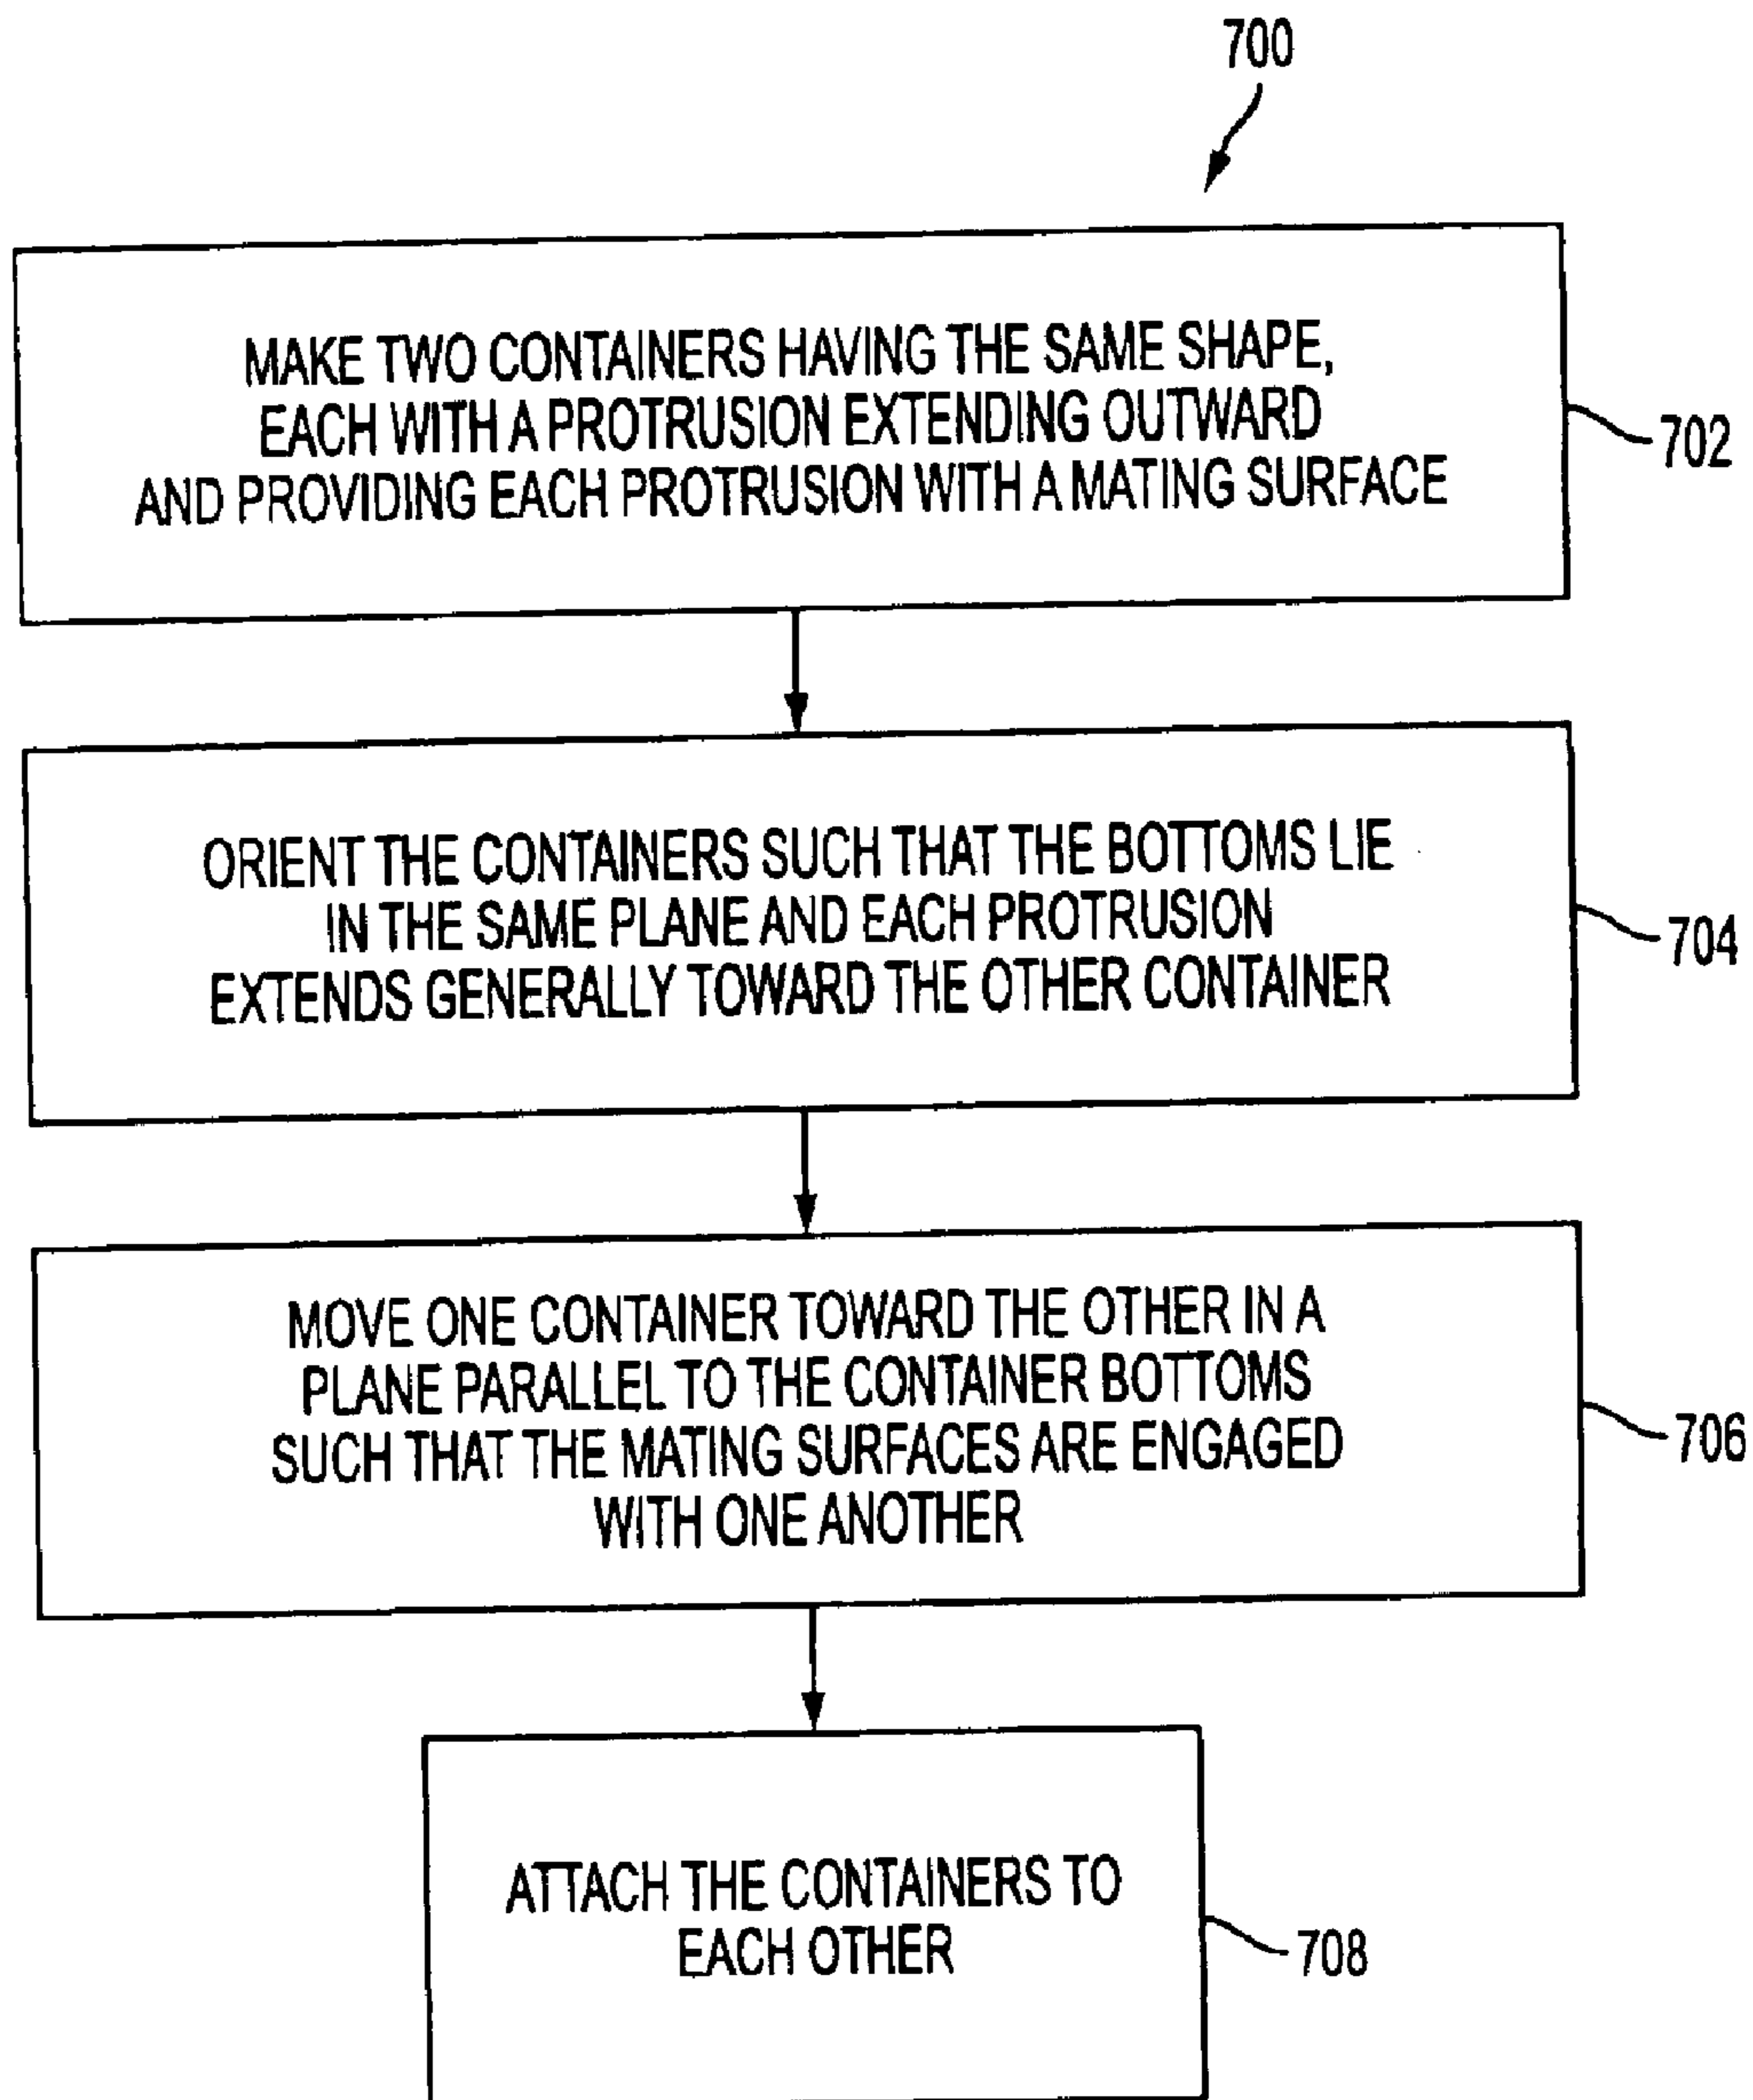 700
MAKE TWO CONTAINERS HAVING THE SAME SHAPE,
EACH WITH A PROTRUSION EXTENDING OUTWARD
AND PROVIDING EACH PROTRUSION WITH A MATING SURFACE
702
ORIENT THE CONTAINERS SUCH THAT THE BOTTOMS LIE
IN THE SAME PLANE AND EACH PROTRUSION
EXTENDS GENERALLY TOWARD THE OTHER CONTAINER
704
MOVE ONE CONTAINER TOWARD THE OTHER IN A
PLANE PARALLEL TO THE CONTAINER BOTTOMS
SUCH THAT THE MATING SURFACES ARE ENGAGED
WITH ONE ANOTHER
706
ATTACH THE CONTAINERS TO
EACH OTHER
708